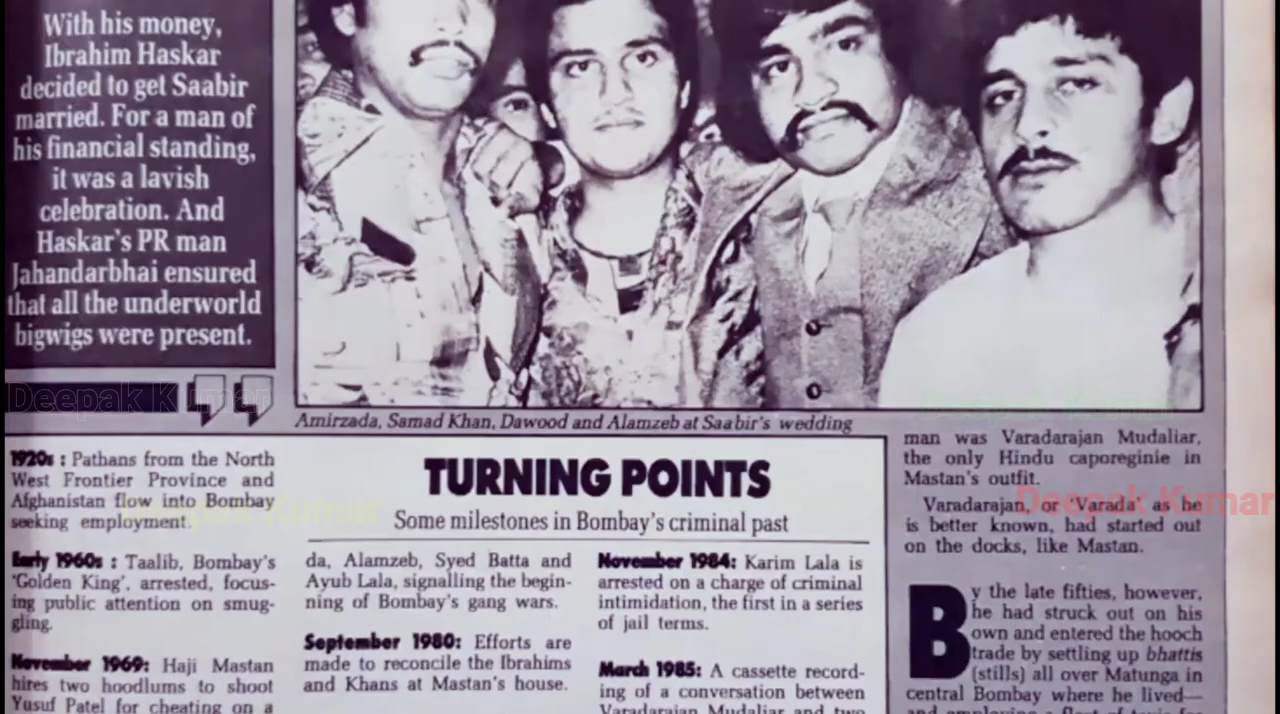 With his money,
Ibrahim Haskar
decided to get Saabir
married. For a man of
his financial standing,
it was a lavish
celebration. And
Haskar's PR man
Jahandarbhai ensured
that all the underworld
bigwigs were present.
Deepak Kumar
Amirzada, Samad Khan, Dawood and Alamzeb at Saabir's wedding
1920s : Pathans from the North
West Frontier Province and
Afghanistan flow into Bombay
seeking employment.
Deepak Kumar
Early 1960s : Taalib, Bombay's
'Golden King', arrested, focus-
ing public attention on smug-
gling.
November 1969: Haji Mastan
hires two hoodlums to shoot
Yusuf Patel for cheating on a
TURNING POINTS
Some milestones in Bombay's criminal past
da, Alamzeb, Syed Batta and
Ayub Lala, signalling the begin-
ning of Bombay's gang wars.
September 1980: Efforts are
made to reconcile the Ibrahims
and Khans at Mastan's house.
November 1984: Karim Lala is
arrested on a charge of criminal
intimidation, the first in a series
of jail terms.
March 1985: A cassette record-
ing of a conversation between
Varadarajan Mudaliar and two
man was Varadarajan Mudaliar,
the only Hindu caporeginie in
Mastan's outfit.
Varadarajan, or 'Varada' as he
is better known, had started out
on the docks, like Mastan.
Deepak Kumar
By the late fifties, however,
he had struck out on his
own and entered the hooch
trade by settling up bhattis
(stills) all over Matunga in
central Bombay where he lived—
and employing a fleet of taxis for